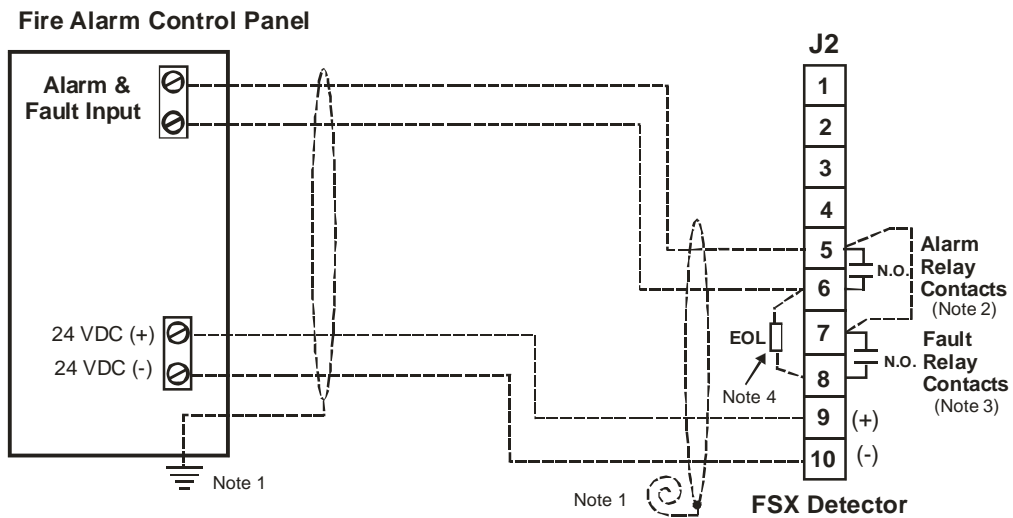 Fire Alarm Control Panel
Alarm &
Fault Input
24 VDC (+)
24 VDC (-)
Note 1
J2
1
2
3
4
5
6
7
8
9
10
N.O.
Alarm
Relay
Contacts
(Note 2)
EOL
Note 4
N.O.
Fault
Relay
Contacts
(Note 3)
(+)
(-)
Note 1
FSX Detector